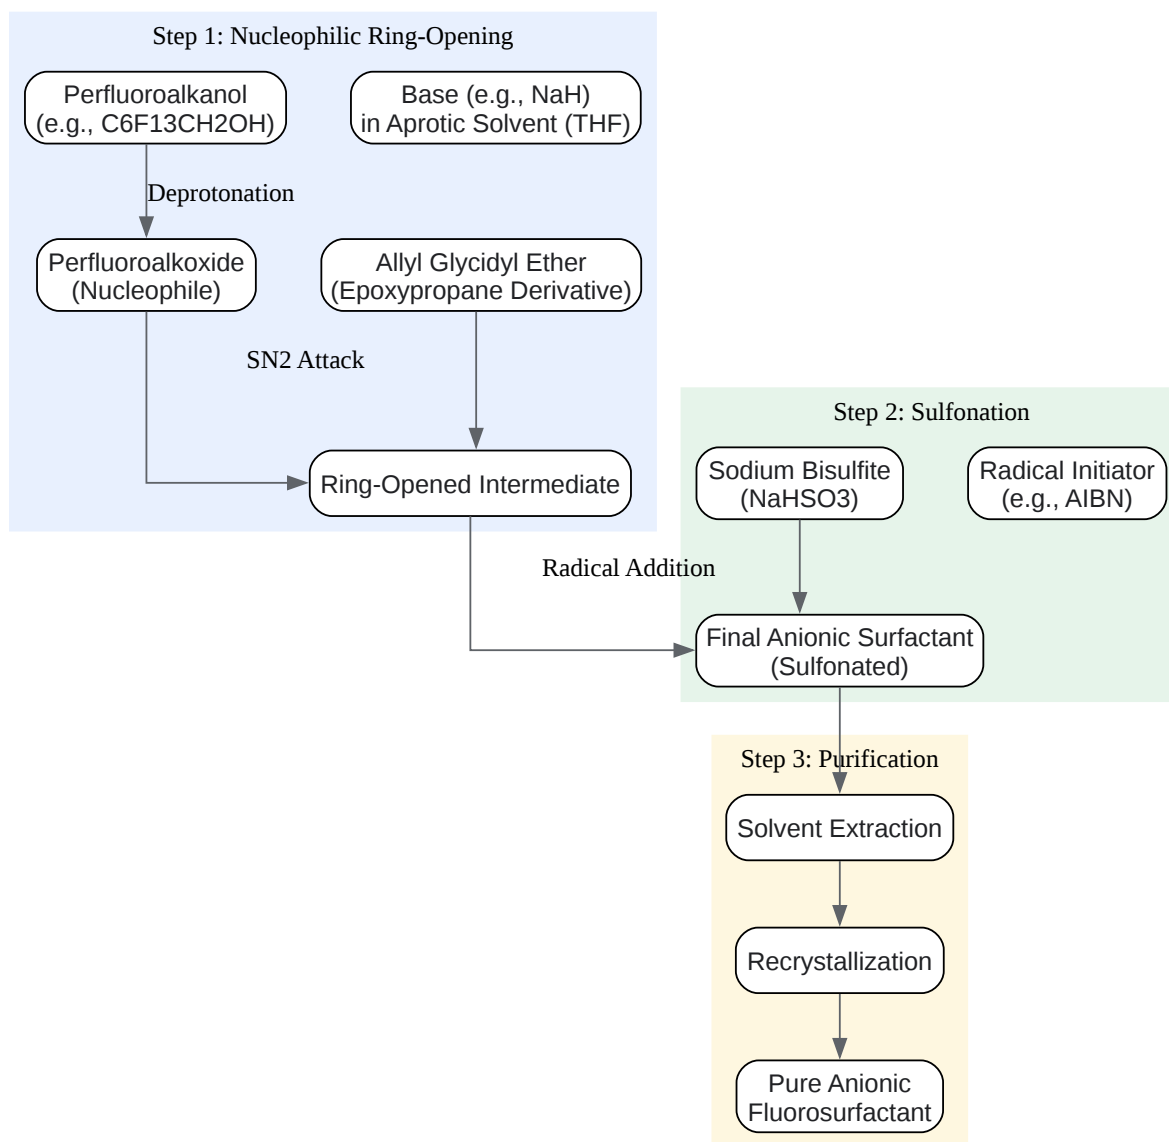 Step 1: Nucleophilic Ring-Opening
Perfluoroalkanol
(e.g., C6F13CH2OH)
Base (e.g., NaH)
in Aprotic Solvent (THF)
Deprotonation
Perfluoroalkoxide
(Nucleophile)
Allyl Glycidyl Ether
(Epoxypropane Derivative)
SN2 Attack
Ring-Opened Intermediate
Step 2: Sulfonation
Sodium Bisulfite
(NaHSO3)
Radical Initiator
(e.g., AIBN)
Radical Addition
Final Anionic Surfactant
(Sulfonated)
Step 3: Purification
Solvent Extraction
Recrystallization
Pure Anionic
Fluorosurfactant